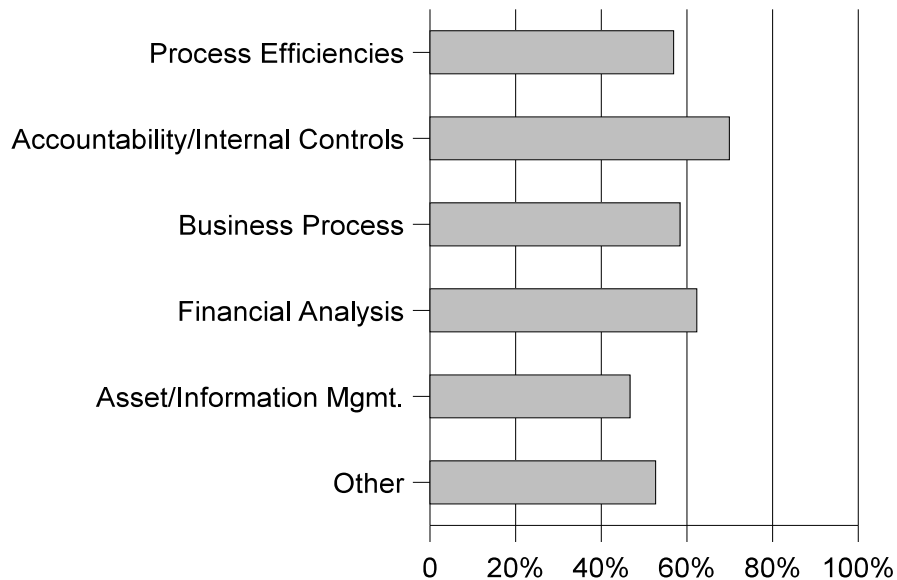 Process Efficiencies
Accountability/Internal Controls
Business Process
Financial Analysis
Asset/Information Mgmt.
Other
0 20% 40% 60% 80% 100%